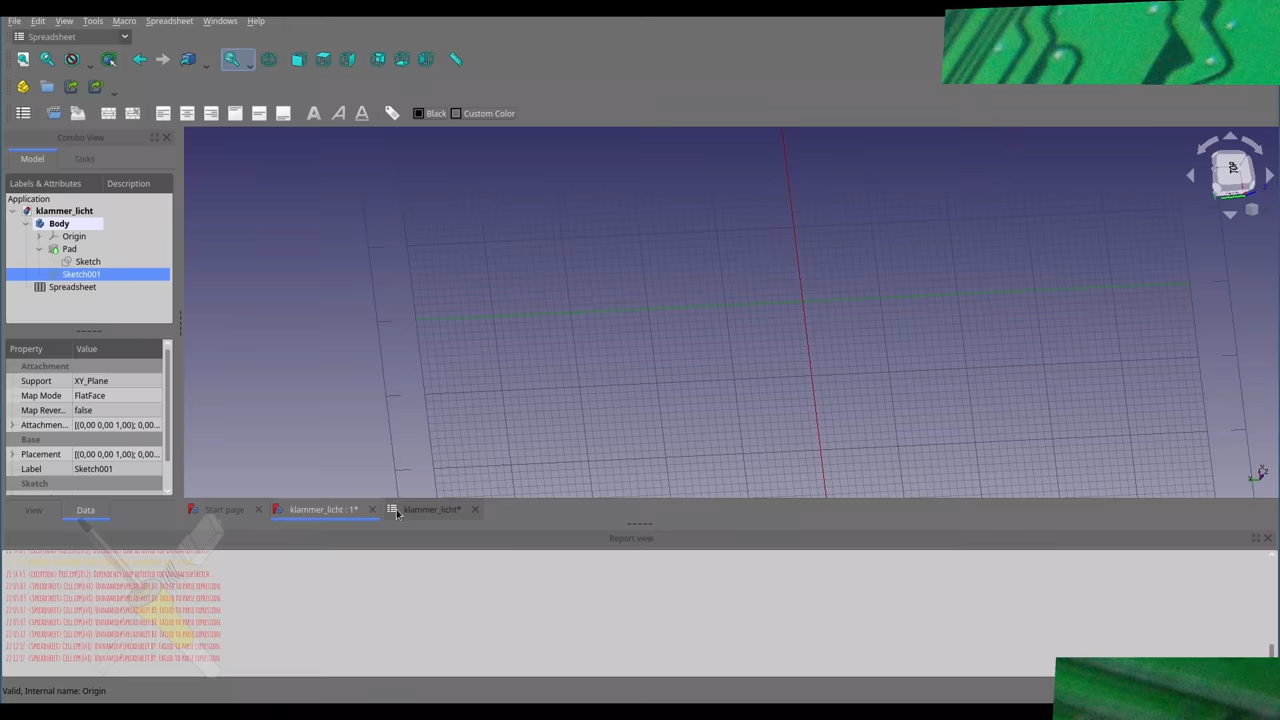 File Edit View Tools Macro Spreadsheet Windows Help
Spreadsheet
Black Custom Color
Combo View
Model Tasks
Labels & Attributes Description
Application
klammer_licht
Body
Origin
Pad
Sketch
Sketch001
Spreadsheet
TOP
Property Value
Attachment
Support XY_Plane
Map Mode FlatFace
Map Rever... false
Attachmen... [(0,00 0,00 1,00); 0,00...
Base
Placement [(0,00 0,00 1,00); 0,00...
Label Sketch001
Sketch
View Data
Start page klammer_licht : 1* klammer_licht*
Report view
Valid, Internal name: Origin